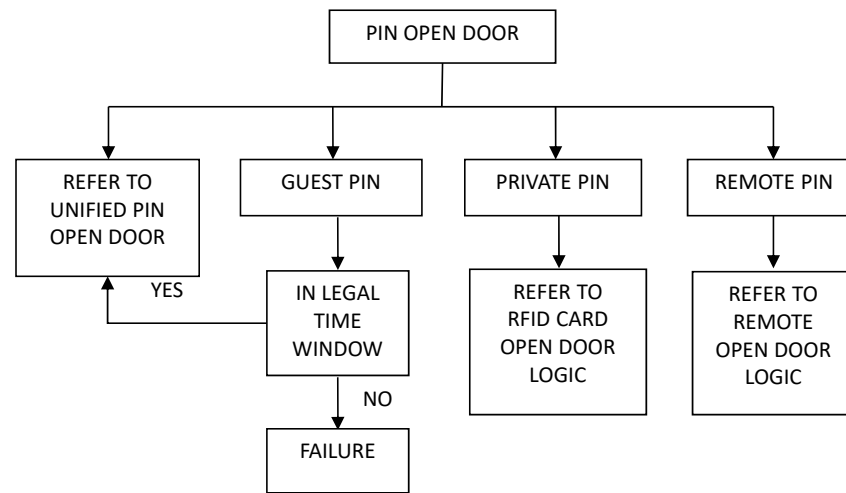 PIN OPEN DOOR
REFER TO
UNIFIED PIN
OPEN DOOR
GUEST PIN
PRIVATE PIN
REMOTE PIN
YES
IN LEGAL
TIME
WINDOW
REFER TO
RFID CARD
OPEN DOOR
LOGIC
REFER TO
REMOTE
OPEN DOOR
LOGIC
NO
FAILURE